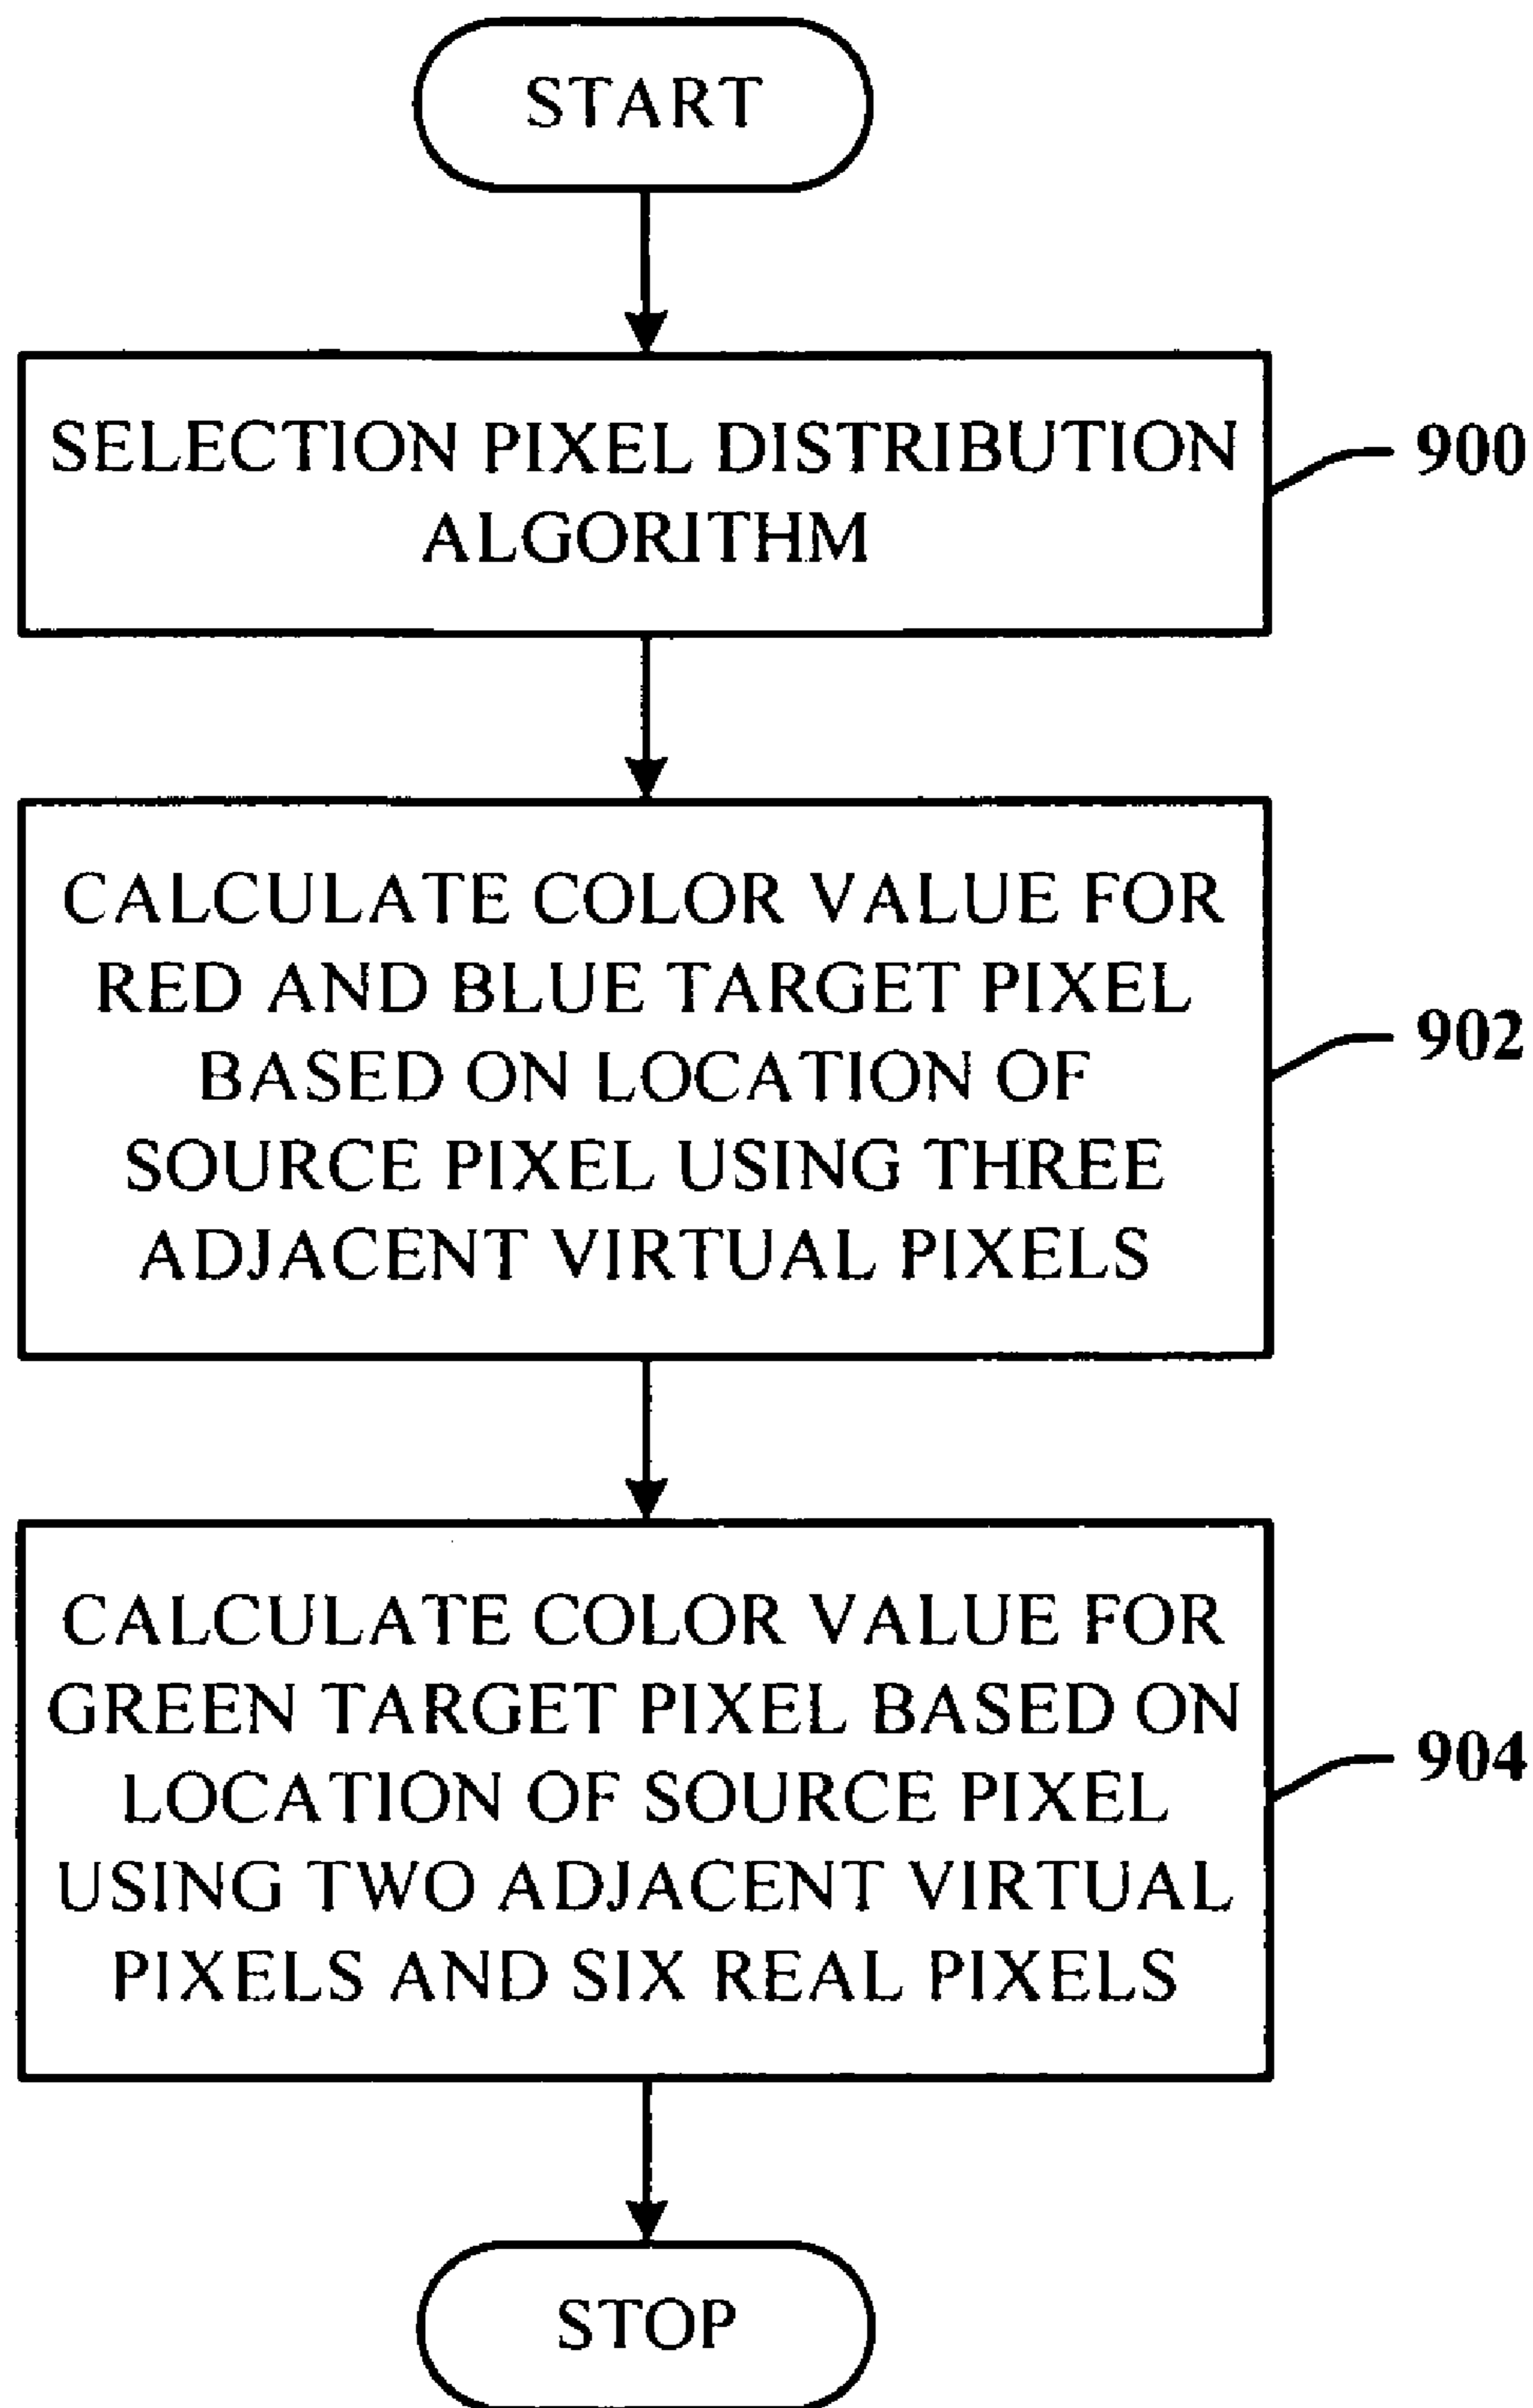 START
SELECTION PIXEL DISTRIBUTION
ALGORITHM
900
CALCULATE COLOR VALUE FOR
RED AND BLUE TARGET PIXEL
BASED ON LOCATION OF
SOURCE PIXEL USING THREE
ADJACENT VIRTUAL PIXELS
902
CALCULATE COLOR VALUE FOR
GREEN TARGET PIXEL BASED ON
LOCATION OF SOURCE PIXEL
USING TWO ADJACENT VIRTUAL
PIXELS AND SIX REAL PIXELS
904
STOP